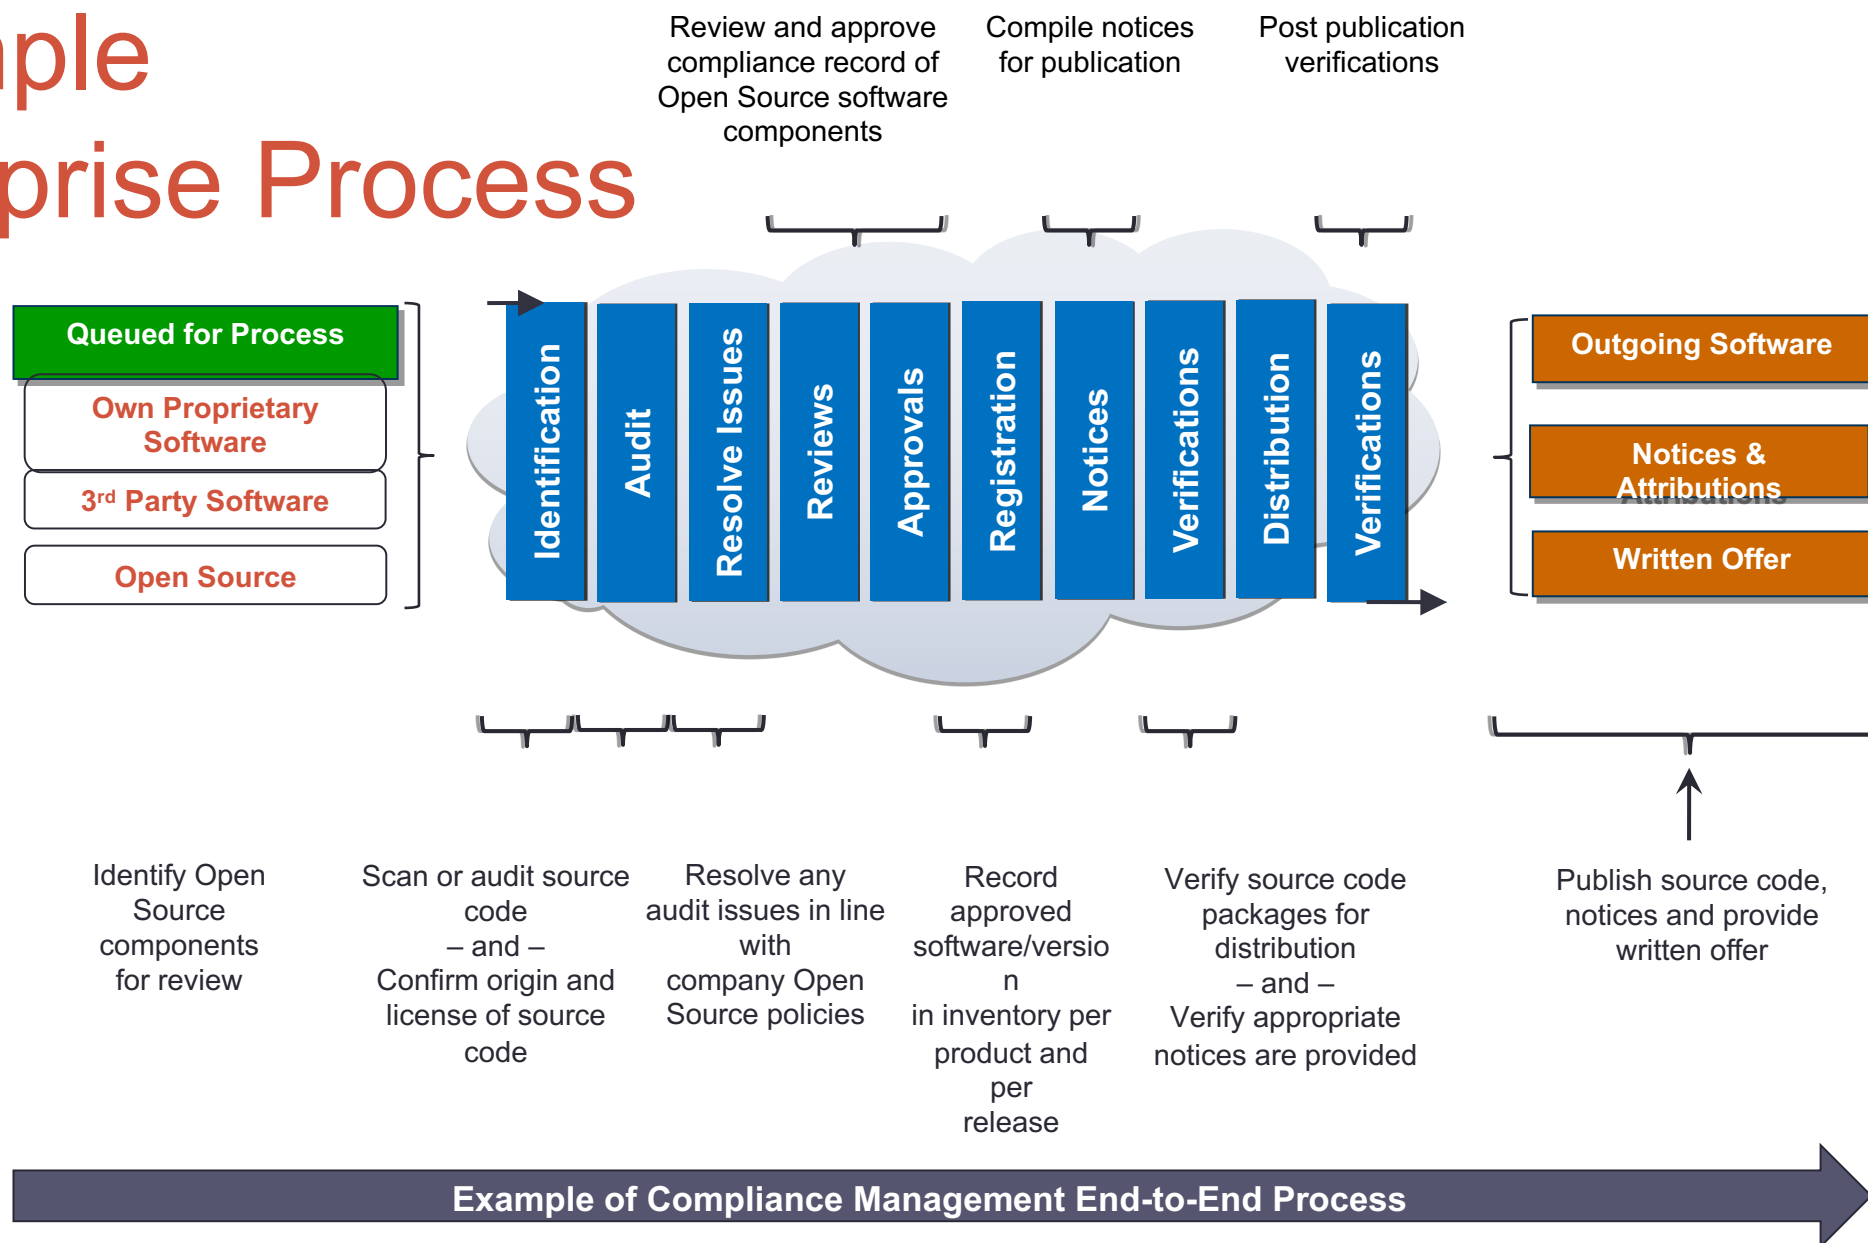 mple
prise Process
Review and approve
compliance record of
Open Source software
components
Compile notices
for publication
Post publication
verifications
Queued for Process
Own Proprietary
Software
3rd Party Software
Open Source
Identification
Audit
Resolve Issues
Reviews
Approvals
Registration
Notices
Verifications
Distribution
Verifications
Outgoing Software
Notices &
Attributions
Written Offer
Identify Open
Source
components
for review
Scan or audit source
code
– and –
Confirm origin and
license of source
code
Resolve any
audit issues in line
with
company Open
Source policies
Record
approved
software/versio
n
in inventory per
product and
per
release
Verify source code
packages for
distribution
– and –
Verify appropriate
notices are provided
Publish source code,
notices and provide
written offer
Example of Compliance Management End-to-End Process